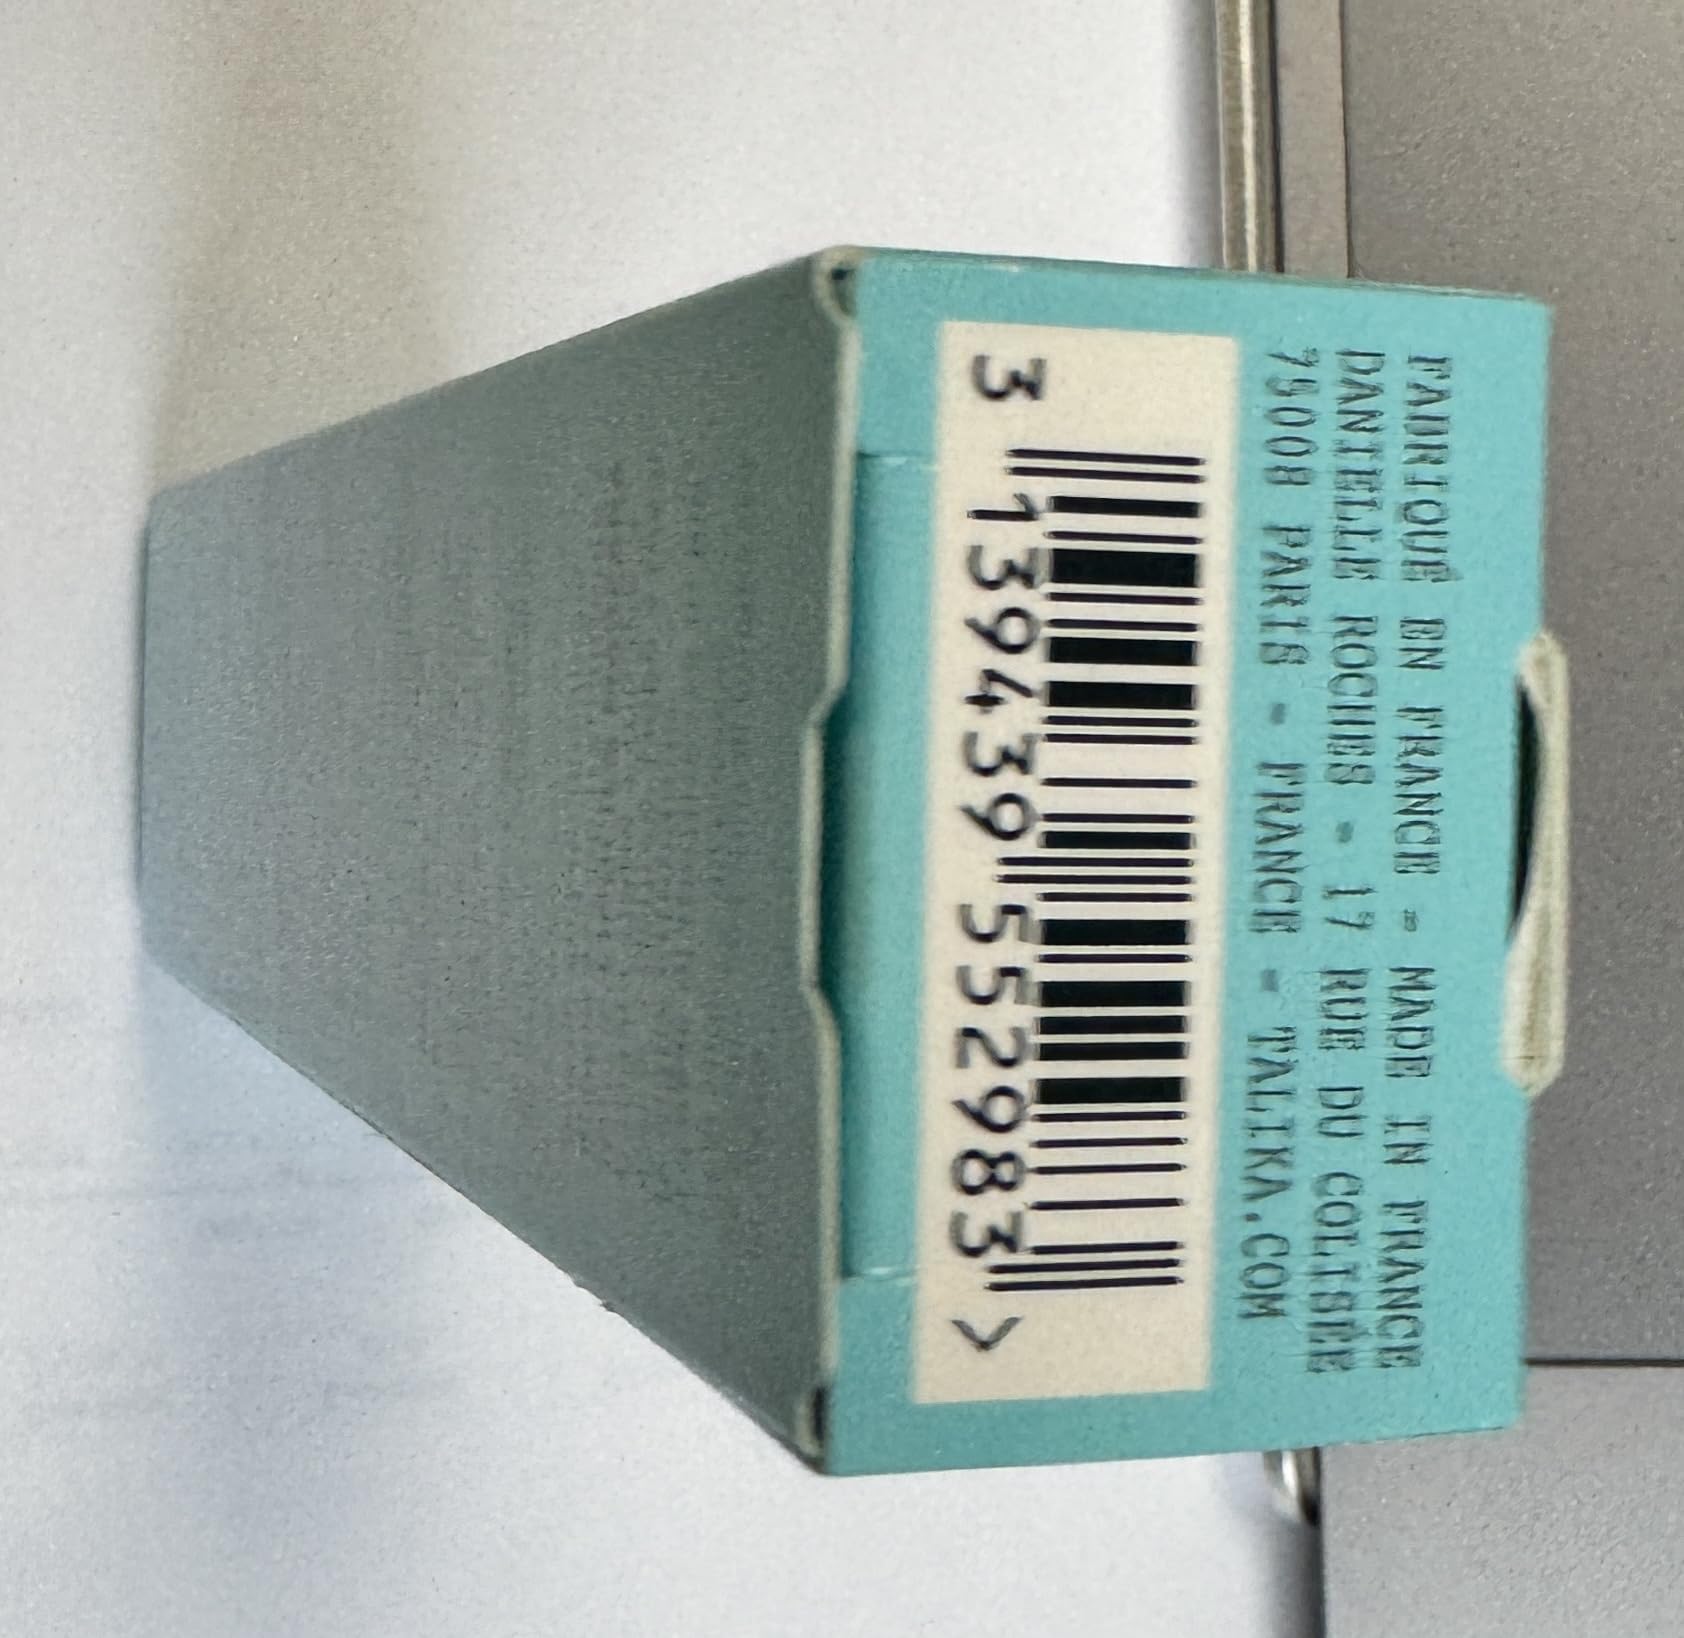 FABRIQUÉ EN FRANCE - MADE IN FRANCE
DANIELLE ROCHES - 17 RUE DU COLISÉE
75008 PARIS - FRANCE - TALIKA.COM
3 139439 552983 >